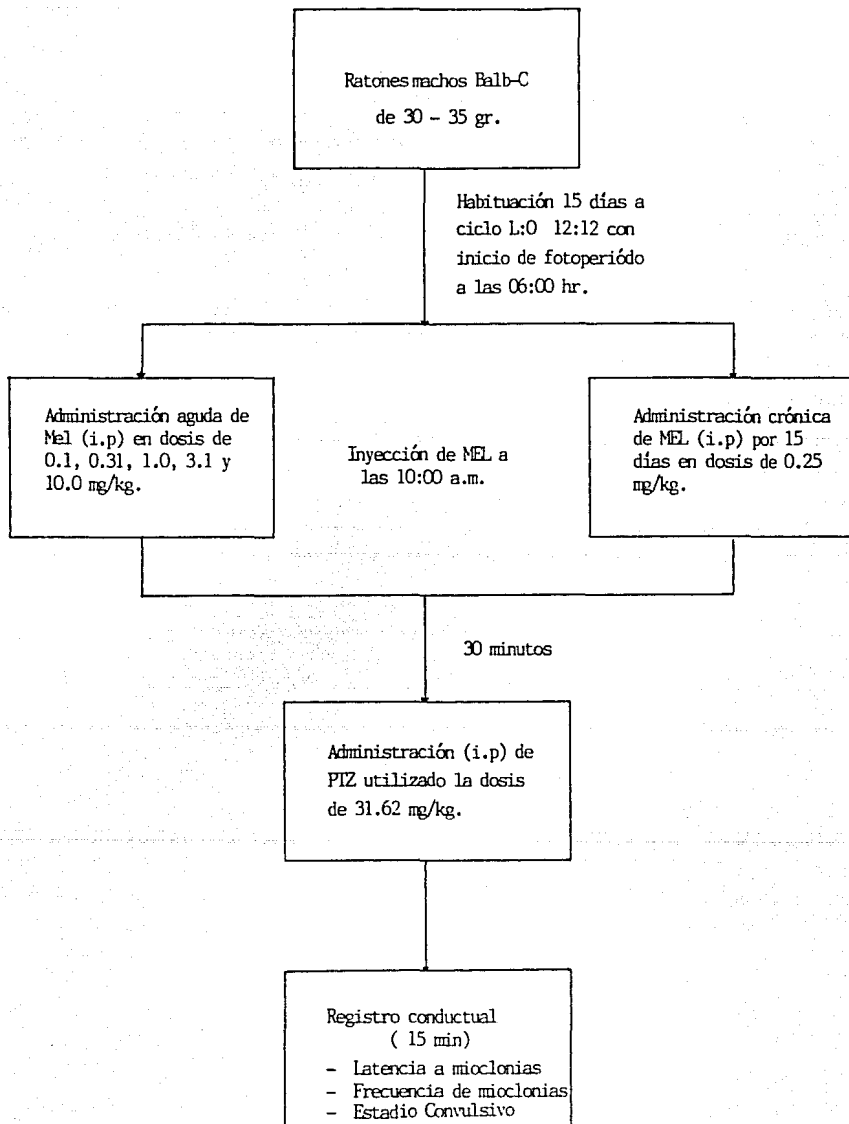 Ratones machos Balb-C
de 30 - 35 gr.
Habituación 15 días a
ciclo L:O 12:12 con
inicio de fotoperiódo
a las 06:00 hr.
Administración aguda de
Mel (i.p) en dosis de
0.1, 0.31, 1.0, 3.1 y
10.0 mg/kg.
Inyección de MEL a
las 10:00 a.m.
Administración crónica
de MEL (i.p) por 15
días en dosis de 0.25
mg/kg.
30 minutos
Administración (i.p) de
PTZ utilizado la dosis
de 31.62 mg/kg.
Registro conductual
( 15 min)
- Latencia a mioclonias
- Frecuencia de mioclonias
- Estadio Convulsivo